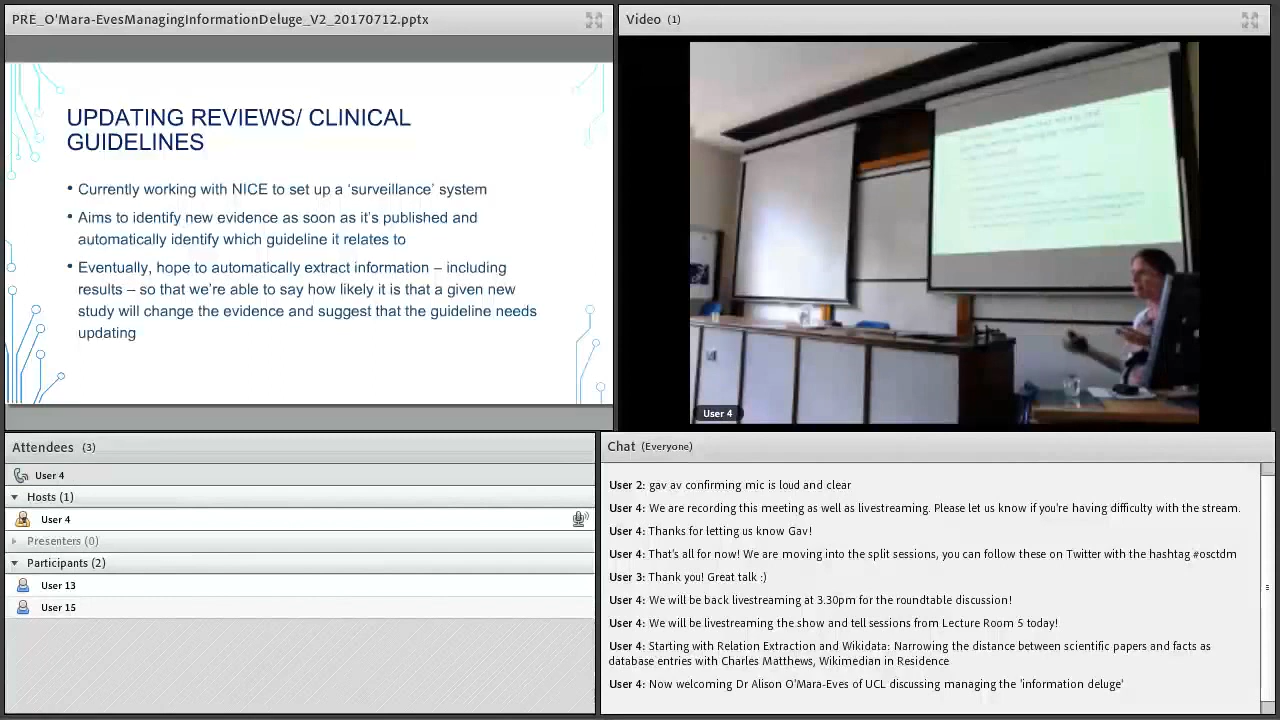 PRE_O'Mara-EvesManagingInformationDeluge_V2_20170712.pptx
UPDATING REVIEWS/ CLINICAL
GUIDELINES
• Currently working with NICE to set up a ‘surveillance’ system
• Aims to identify new evidence as soon as it’s published and
automatically identify which guideline it relates to
• Eventually, hope to automatically extract information – including
results – so that we’re able to say how likely it is that a given new
study will change the evidence and suggest that the guideline needs
updating
Video (1)
User 4
Attendees (3)
User 4
Hosts (1)
User 4
Presenters (0)
Participants (2)
User 13
User 15
Chat (Everyone)
User 2: gav av confirming mic is loud and clear
User 4: We are recording this meeting as well as livestreaming. Please let us know if you're having difficulty with the stream.
User 4: Thanks for letting us know Gav!
User 4: That's all for now! We are moving into the split sessions, you can follow these on Twitter with the hashtag #osctdm
User 3: Thank you! Great talk :)
User 4: We will be back livestreaming at 3.30pm for the roundtable discussion!
User 4: We will be livestreaming the show and tell sessions from Lecture Room 5 today!
User 4: Starting with Relation Extraction and Wikidata: Narrowing the distance between scientific papers and facts as
database entries with Charles Matthews, Wikimedian in Residence
User 4: Now welcoming Dr Alison O'Mara-Eves of UCL discussing managing the 'information deluge'